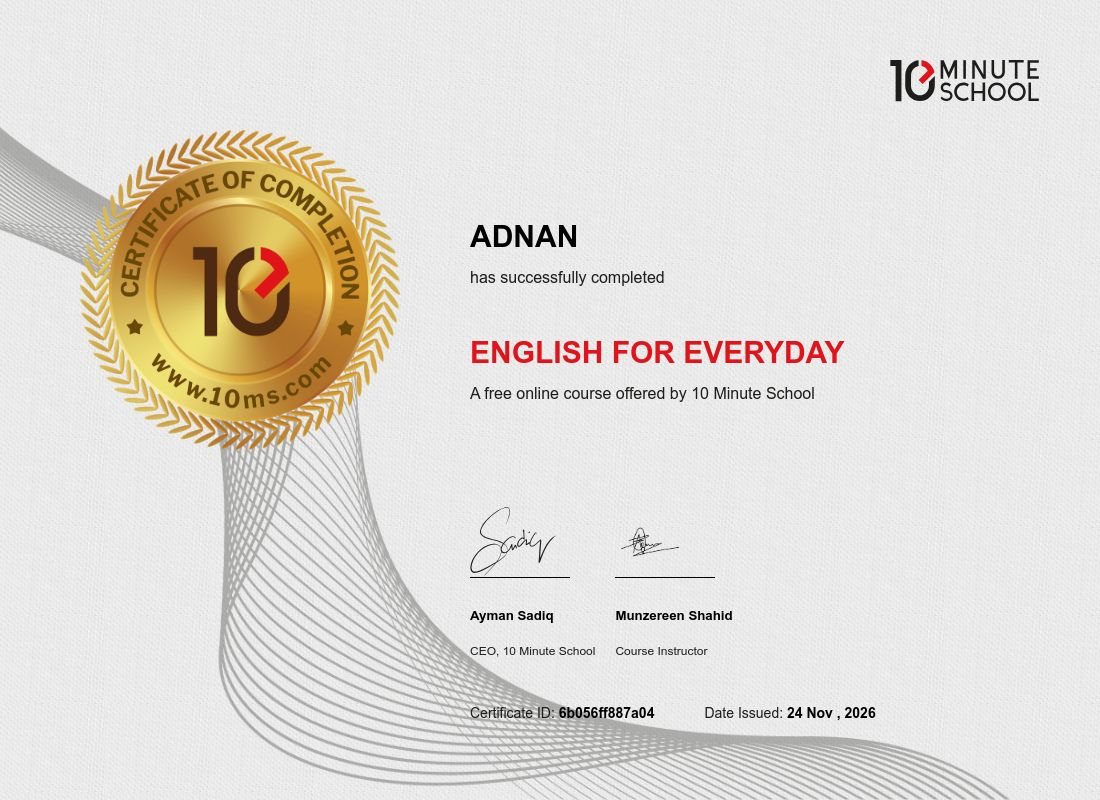 10 MINUTE
SCHOOL
CERTIFICATE OF COMPLETION
10
www.10ms.com
ADNAN
has successfully completed
ENGLISH FOR EVERYDAY
A free online course offered by 10 Minute School
Sadiq
Ayman Sadiq
Munzereen Shahid
CEO, 10 Minute School
Course Instructor
Certificate ID: 6b056ff887a04
Date Issued: 24 Nov , 2026